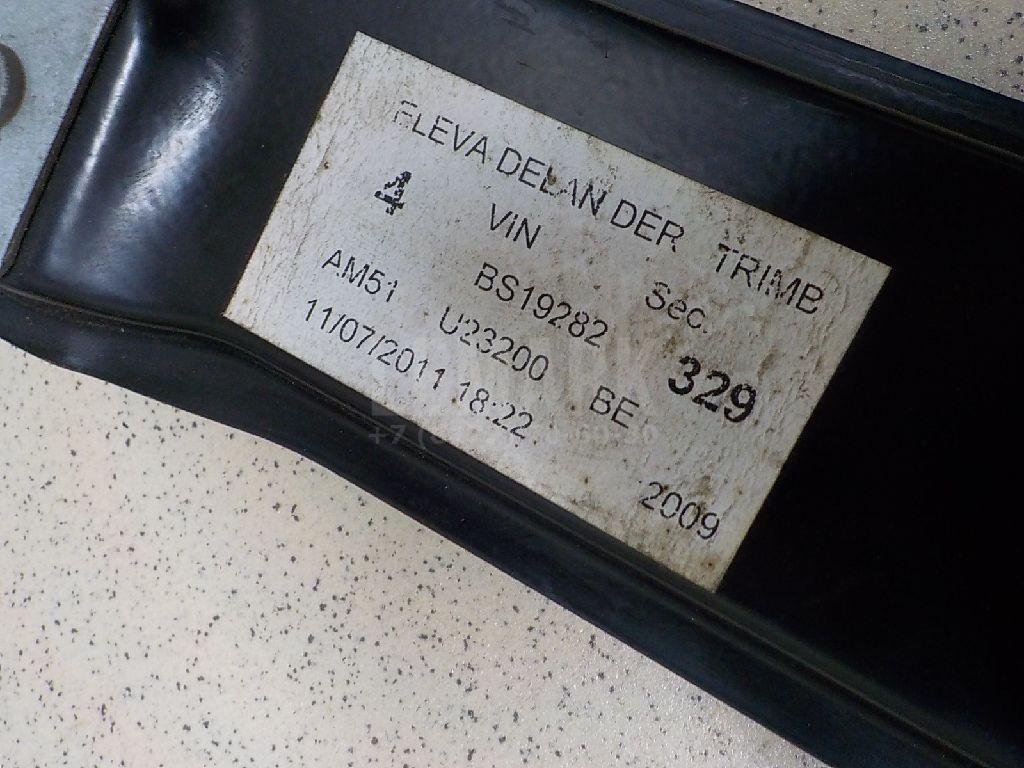 ELEVA.DELAN DER TRIMB
4 VIN BS19282 Sec. 329
AM51 U23200 BE
11/07/2011 18:22 2009